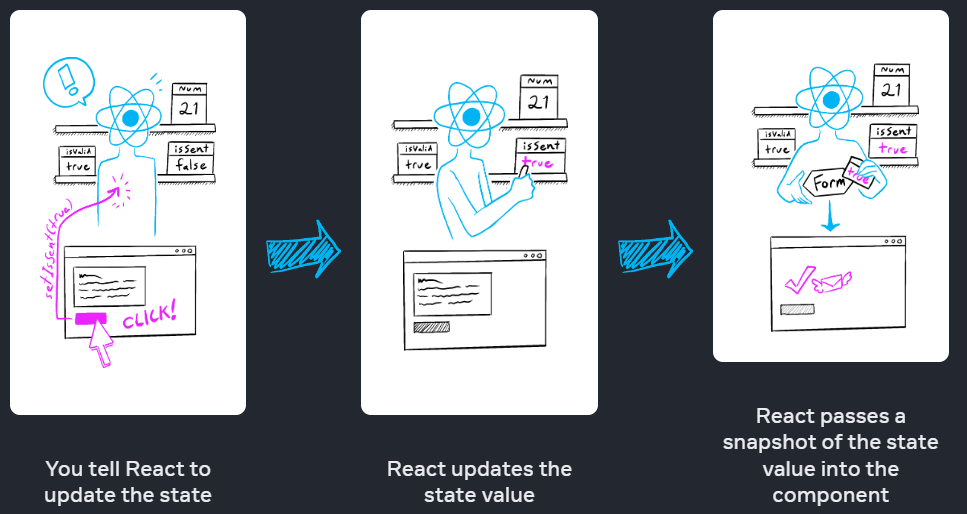 NUM
21
isValid
true
isSent
false
setIsSent(true)
CLICK!
You tell React to
update the state
NUM
21
isValid
true
isSent
true
React updates the
state value
NUM
21
isValid
true
isSent
true
Form
true
React passes a
snapshot of the state
value into the
component